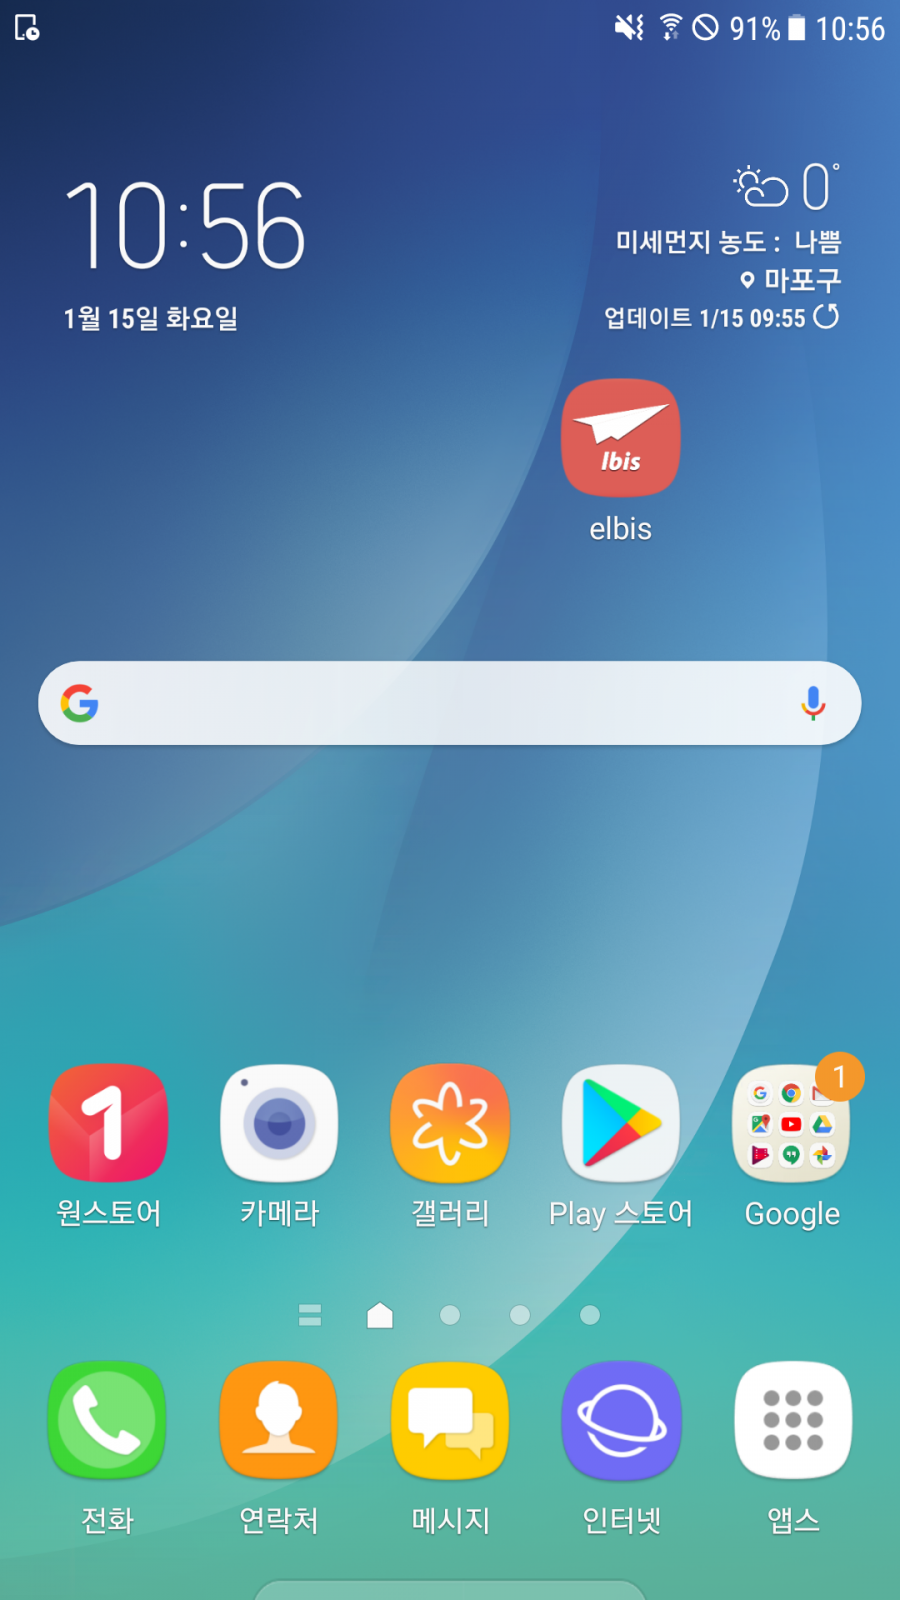 91% 10:56
10:56
1월 15일 화요일
0°
미세먼지 농도 : 나쁨
마포구
업데이트 1/15 09:55
lbis
elbis
G
1
1
원스토어 카메라 갤러리 Play 스토어 Google
전화 연락처 메시지 인터넷 앱스